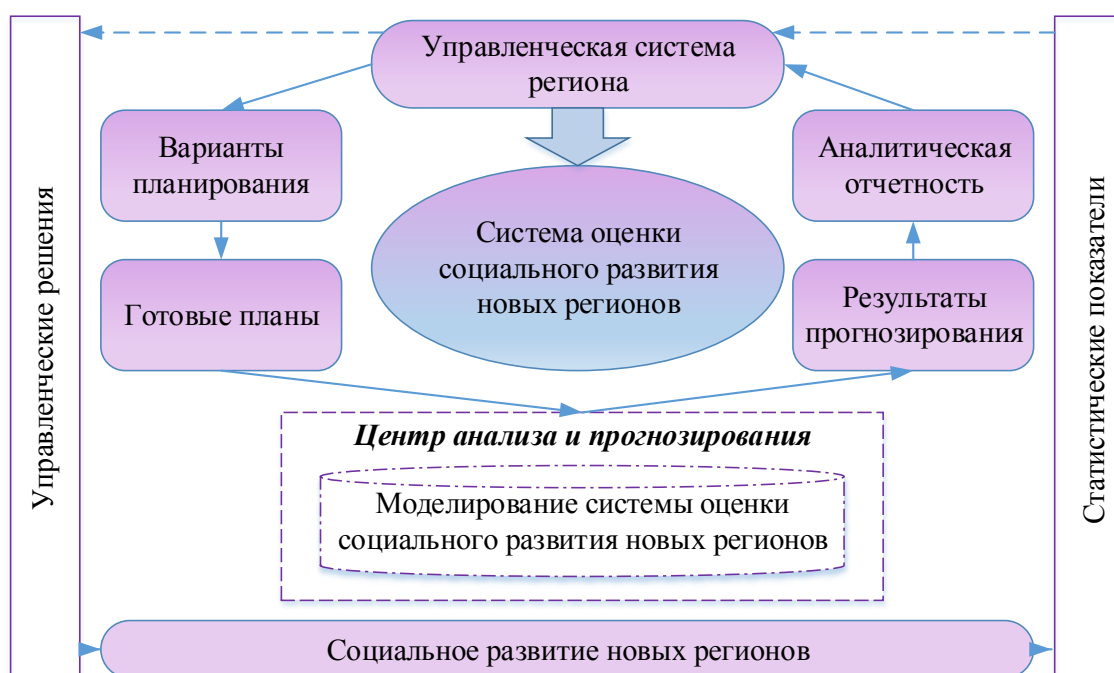 Управленческие решения
Управленческая система
региона
Варианты
планирования
Готовые планы
Система оценки
социального развития
новых регионов
Аналитическая
отчетность
Результаты
прогнозирования
Центр анализа и прогнозирования
Моделирование системы оценки
социального развития новых регионов
Социальное развитие новых регионов
Статистические показатели